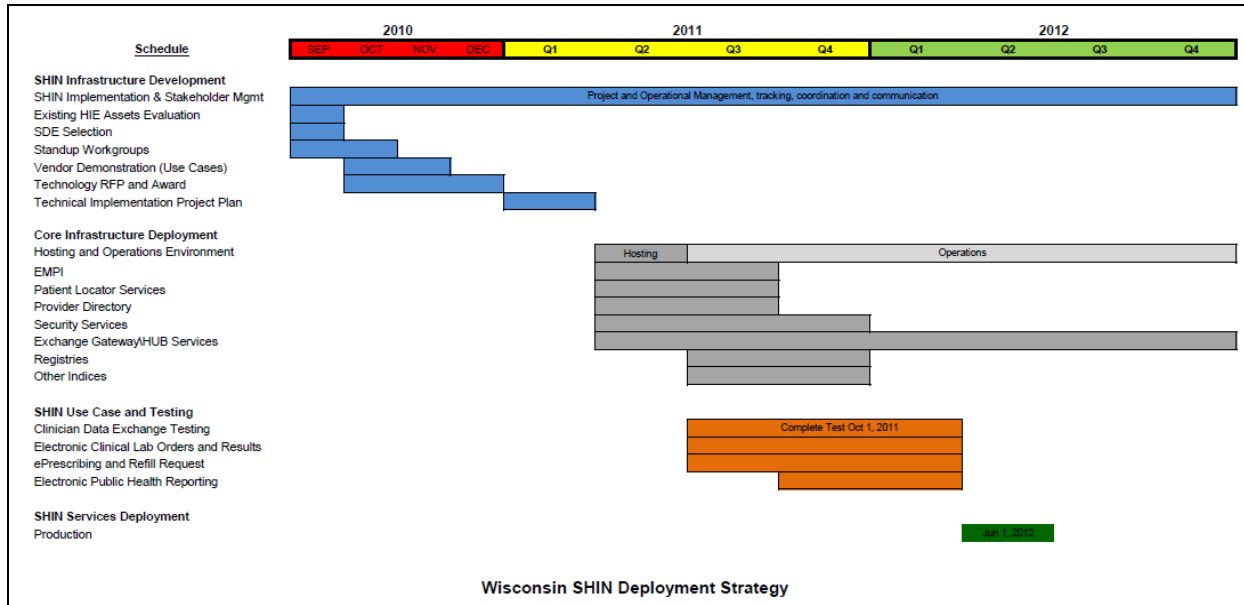 2010 2011 2012
Schedule SEP OCT NOV DEC Q1 Q2 Q3 Q4 Q1 Q2 Q3 Q4
SHIN Infrastructure Development
SHIN Implementation & Stakeholder Mgmt Project and Operational Management, tracking, coordination and communication
Existing HIE Assets Evaluation
SDE Selection
Standup Workgroups
Vendor Demonstration (Use Cases)
Technology RFP and Award
Technical Implementation Project Plan
Core Infrastructure Deployment
Hosting and Operations Environment Hosting Operations
EMPI
Patient Locator Services
Provider Directory
Security Services
Exchange Gateway\HUB Services
Registries
Other Indices
SHIN Use Case and Testing
Clinician Data Exchange Testing Complete Test Oct 1, 2011
Electronic Clinical Lab Orders and Results
ePrescribing and Refill Request
Electronic Public Health Reporting
SHIN Services Deployment
Production Jun 1, 2012
Wisconsin SHIN Deployment Strategy